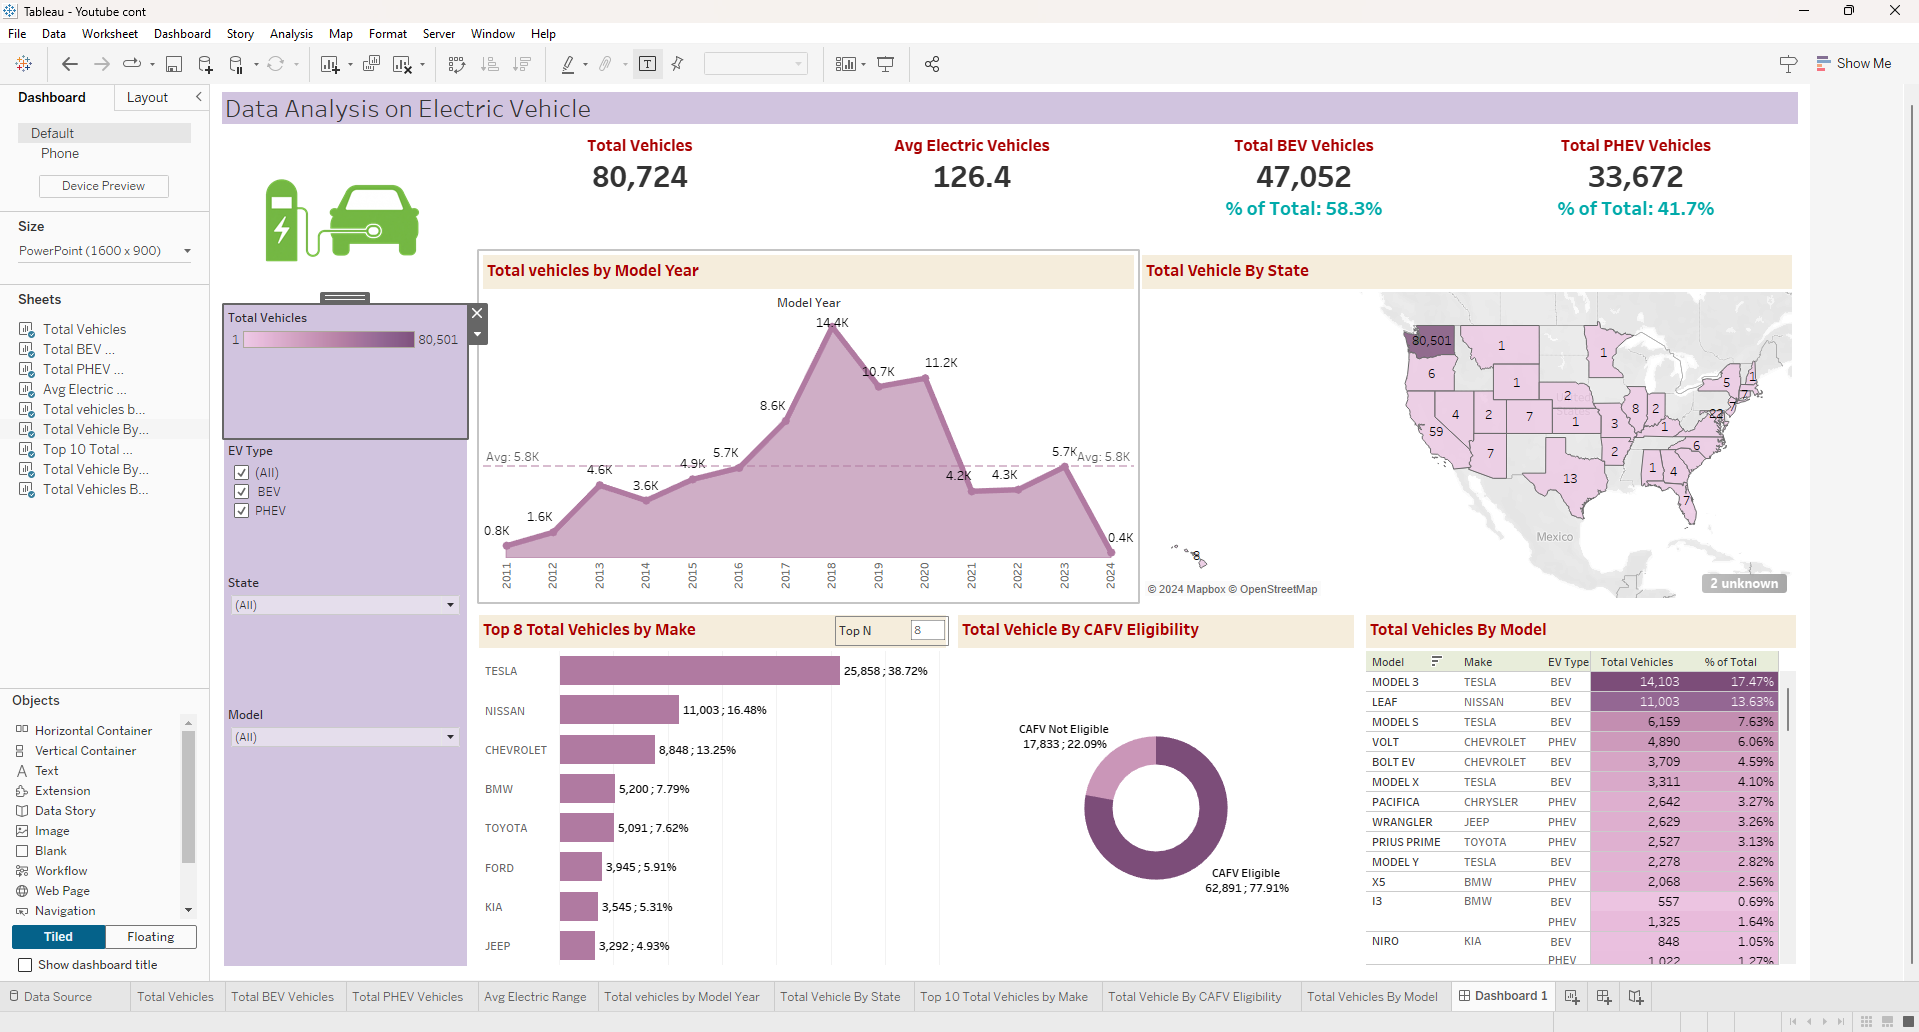 Tableau - Youtube cont
File Data Worksheet Dashboard Story Analysis Map Format Server Window Help
Show Me
Dashboard Layout
Default
Phone
Device Preview
Size
PowerPoint (1600 x 900)
Sheets
Total Vehicles
Total BEV ...
Total PHEV ...
Avg Electric ...
Total vehicles b...
Total Vehicle By...
Top 10 Total ...
Total Vehicle By...
Total Vehicles B...
Objects
Horizontal Container
Vertical Container
Text
Extension
Data Story
Image
Blank
Workflow
Web Page
Navigation
Tiled Floating
Show dashboard title
Data Analysis on Electric Vehicle
Total Vehicles
80,724
Avg Electric Vehicles
126.4
Total BEV Vehicles
47,052
% of Total: 58.3%
Total PHEV Vehicles
33,672
% of Total: 41.7%
Total Vehicles
1 80,501
EV Type
(All)
BEV
PHEV
State
(All)
Model
(All)
Total vehicles by Model Year
Model Year
14.4K
11.2K
10.7K
8.6K
5.7K
Avg: 5.8K
4.9K
4.6K
3.6K
5.7K
Avg: 5.8K
4.2K
4.3K
1.6K
0.8K
0.4K
2011 2012 2013 2014 2015 2016 2017 2018 2019 2020 2021 2022 2023 2024
Total Vehicle By State
80,501
1
1
6
1
5
1
2
7
4
2
7
1
8
2
22
7
59
3
1
7
2
6
13
1
4
7
8
United States
Mexico
© 2024 Mapbox © OpenStreetMap
2 unknown
Top 8 Total Vehicles by Make
Top N 8
TESLA 25,858 ; 38.72%
NISSAN 11,003 ; 16.48%
CHEVROLET 8,848 ; 13.25%
BMW 5,200 ; 7.79%
TOYOTA 5,091 ; 7.62%
FORD 3,945 ; 5.91%
KIA 3,545 ; 5.31%
JEEP 3,292 ; 4.93%
Total Vehicle By CAFV Eligibility
CAFV Not Eligible
17,833 ; 22.09%
CAFV Eligible
62,891 ; 77.91%
Total Vehicles By Model
Model Make EV Type Total Vehicles % of Total
MODEL 3 TESLA BEV 14,103 17.47%
LEAF NISSAN BEV 11,003 13.63%
MODEL S TESLA BEV 6,159 7.63%
VOLT CHEVROLET PHEV 4,890 6.06%
BOLT EV CHEVROLET BEV 3,709 4.59%
MODEL X TESLA BEV 3,311 4.10%
PACIFICA CHRYSLER PHEV 2,642 3.27%
WRANGLER JEEP PHEV 2,629 3.26%
PRIUS PRIME TOYOTA PHEV 2,527 3.13%
MODEL Y TESLA BEV 2,278 2.82%
X5 BMW PHEV 2,068 2.56%
I3 BMW BEV 557 0.69%
PHEV 1,325 1.64%
NIRO KIA BEV 848 1.05%
PHEV 1,022 1.27%
Data Source Total Vehicles Total BEV Vehicles Total PHEV Vehicles Avg Electric Range Total vehicles by Model Year Total Vehicle By State Top 10 Total Vehicles by Make Total Vehicle By CAFV Eligibility Total Vehicles By Model Dashboard 1